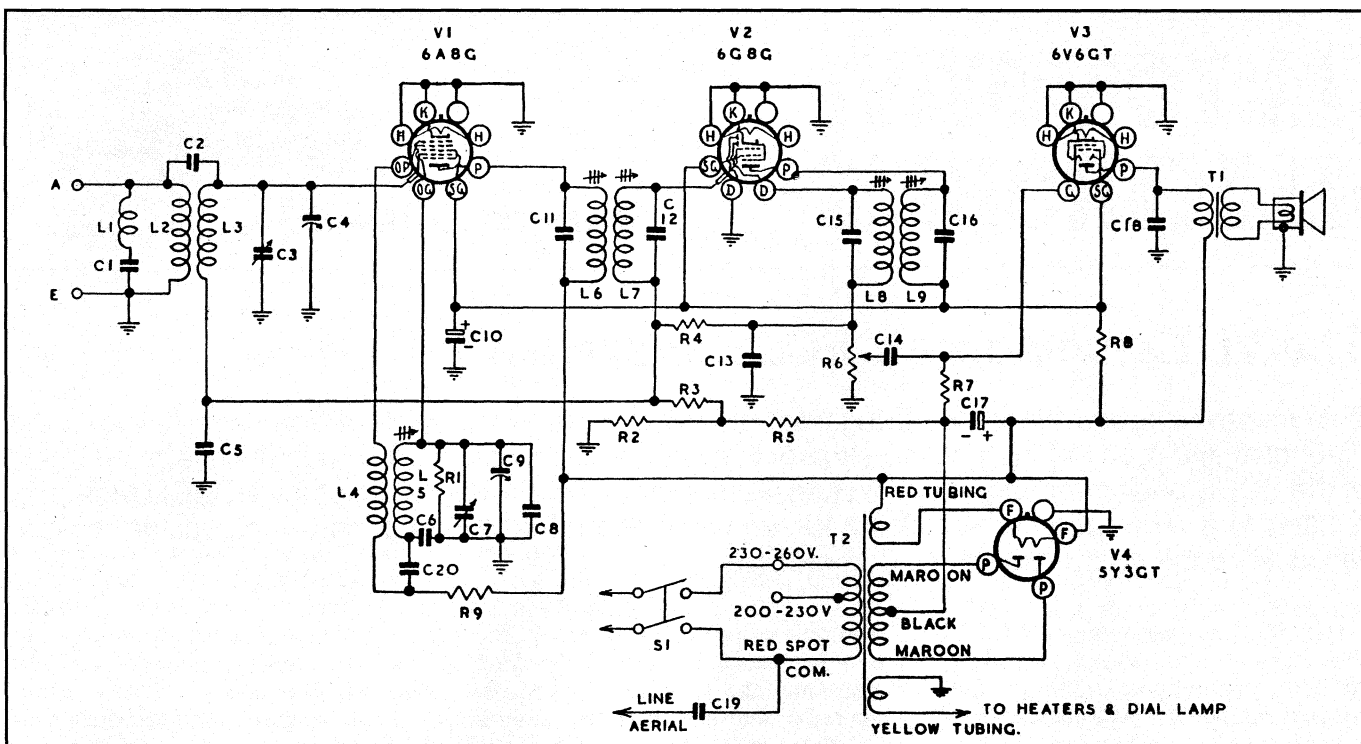 V1
6A8G
V2
6G8G
V3
6V6GT
K
H
H
OP
P
OG
SG
K
H
H
SG
P
D
D
K
H
H
P
G
SG
C2
A
L1
L2
L3
C4
C3
C1
E
C11
L6
L7
C
12
C15
L8
L9
C16
C18
T1
C10
R4
C13
R6
C14
R8
R7
C17
- +
R3
R2
R5
C5
L4
L
5
R1
C9
C6
C7
C8
C20
R9
RED TUBING
T2
F
F
V4
5Y3GT
230-260V.
MAROON
P
P
200-230V
BLACK
S1
RED SPOT
MAROON
COM.
LINE
C19
AERIAL
TO HEATERS & DIAL LAMP
YELLOW TUBING.
+
-